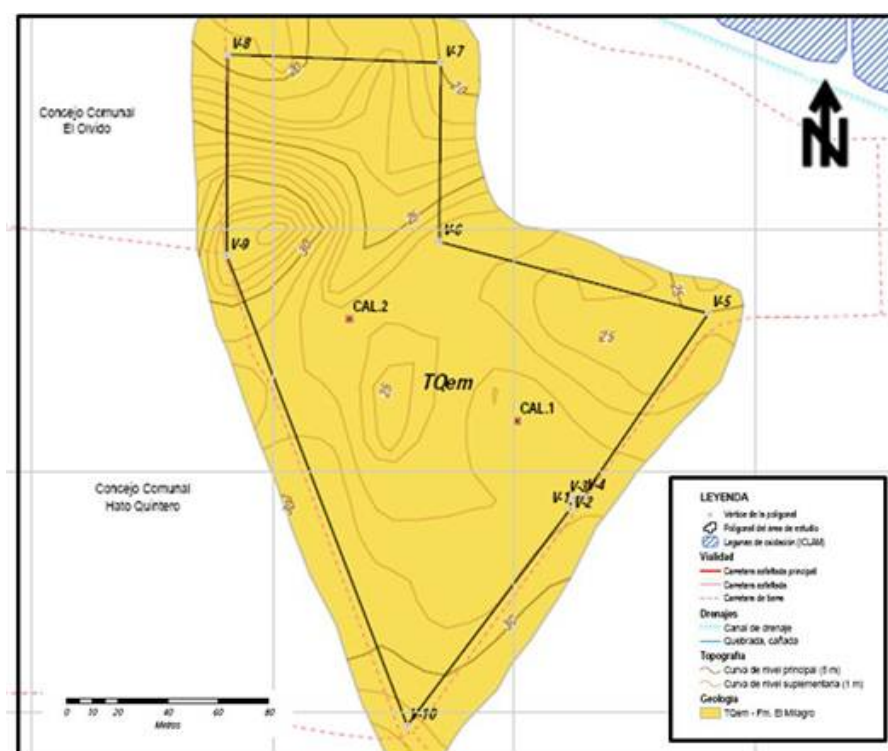 V-8
V-7
20
20
Concejo Comunal
El Olvido
N
V-9
30
V-6
25
V-5
CAL.2
25
25
TQem
CAL.1
Concejo Comunal
Hato Quintero
V-1
V-3
V-4
V-2
30
V-10
0 10 20 40 60 80
Metros
LEYENDA
Vértice de la poligonal
Poligonal del área de estudio
Lagunas de oxidación (ICLAM)
Vialidad
Carretera asfaltada principal
Carretera asfaltada
Carretera de tierra
Drenajes
Canal de drenaje
Quebrada, cañada
Topografía
Curva de nivel principal (5 m)
Curva de nivel suplementaria (1 m)
Geología
TQem - Fm. El Milagro